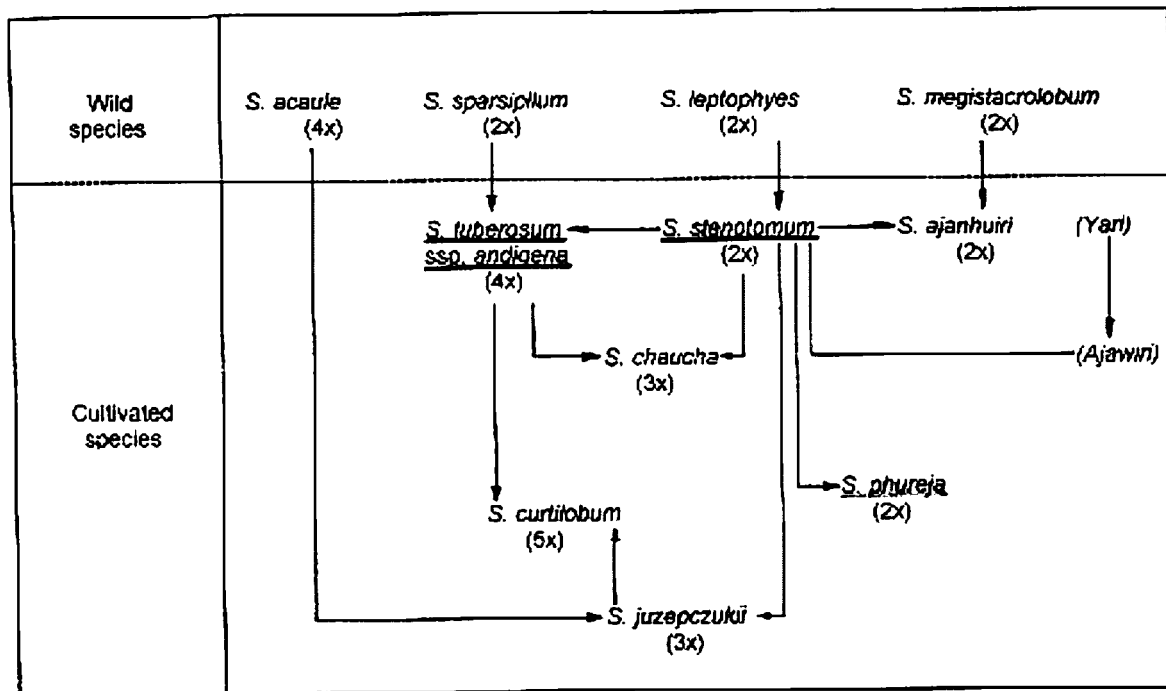 Wild
species
S. acaule
(4x)
S. sparsipilum
(2x)
S. leptophyes
(2x)
S. megistacrolobum
(2x)
Cultivated
species
S. tuberosum
ssp. andigena
(4x)
S. stenotomum
(2x)
S. ajanhuiri
(2x)
(Yari)
(Ajawiri)
S. chaucha
(3x)
S. phureja
(2x)
S. curtilobum
(5x)
S. juzepczukii
(3x)